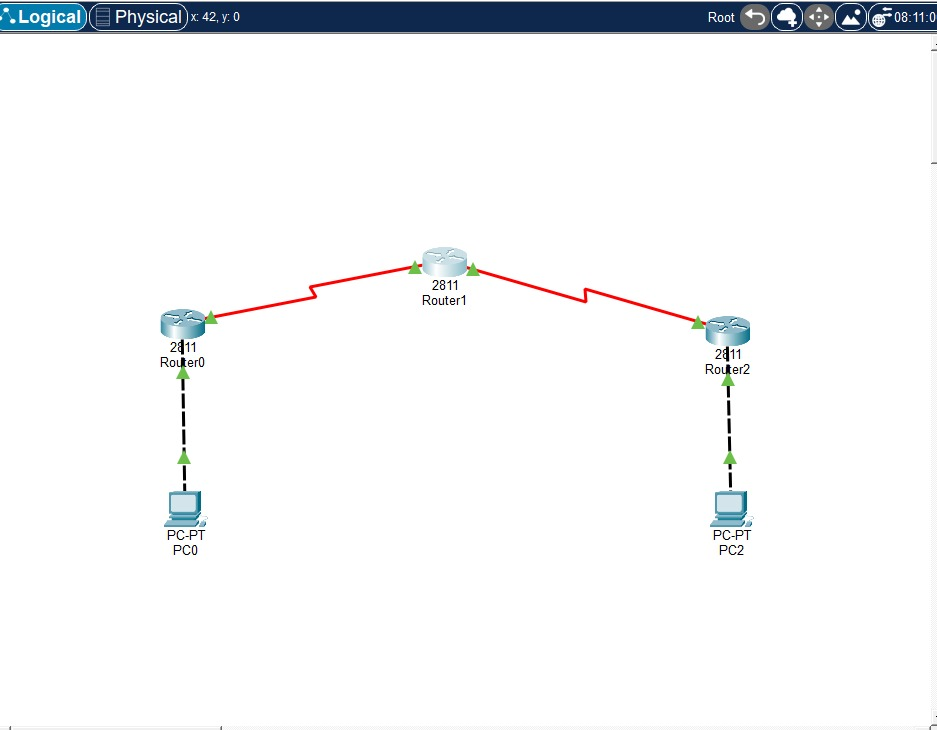 Logical Physical x: 42, y: 0 Root 08:11:0
2811
Router1
2811
Router0
2811
Router2
PC-PT
PC0
PC-PT
PC2